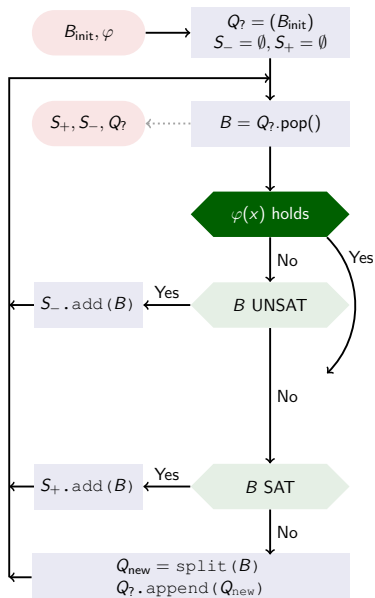 B_init, φ
Q_? = (B_init)
S_− = ∅, S_+ = ∅
S_+, S_−, Q_?
B = Q_?.pop()
φ(x) holds
Yes
No
S_−.add(B)
Yes
B UNSAT
No
S_+.add(B)
Yes
B SAT
No
Q_new = split(B)
Q_?.append(Q_new)